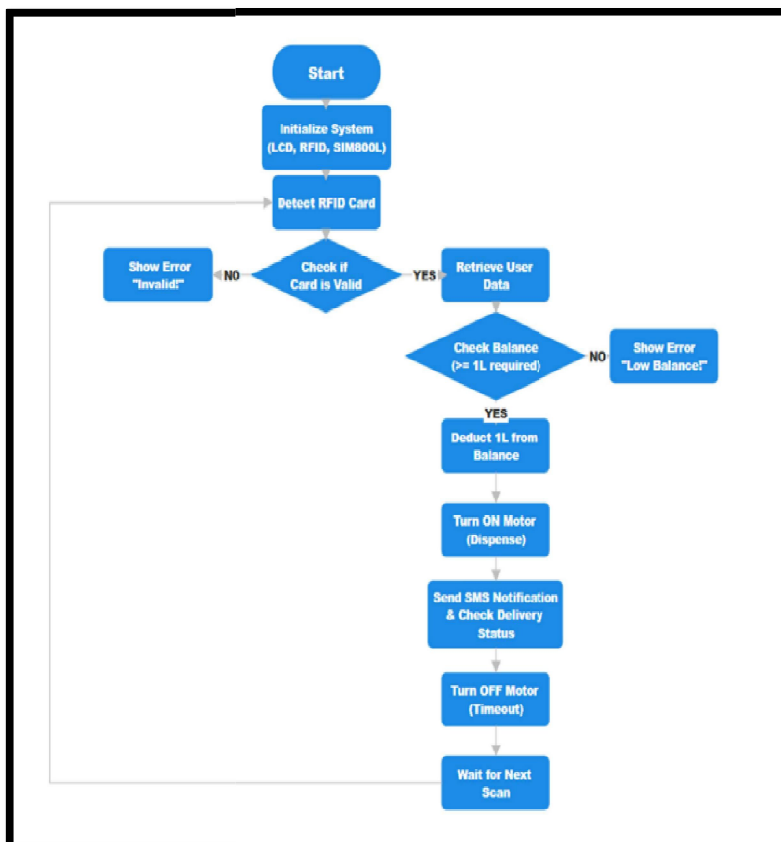 Start
Initialize System
(LCD, RFID, SIM800L)
Detect RFID Card
Check if
Card is Valid
NO
Show Error
"Invalid!"
YES
Retrieve User
Data
Check Balance
(>= 1L required)
NO
Show Error
"Low Balance!"
YES
Deduct 1L from
Balance
Turn ON Motor
(Dispense)
Send SMS Notification
& Check Delivery
Status
Turn OFF Motor
(Timeout)
Wait for Next
Scan